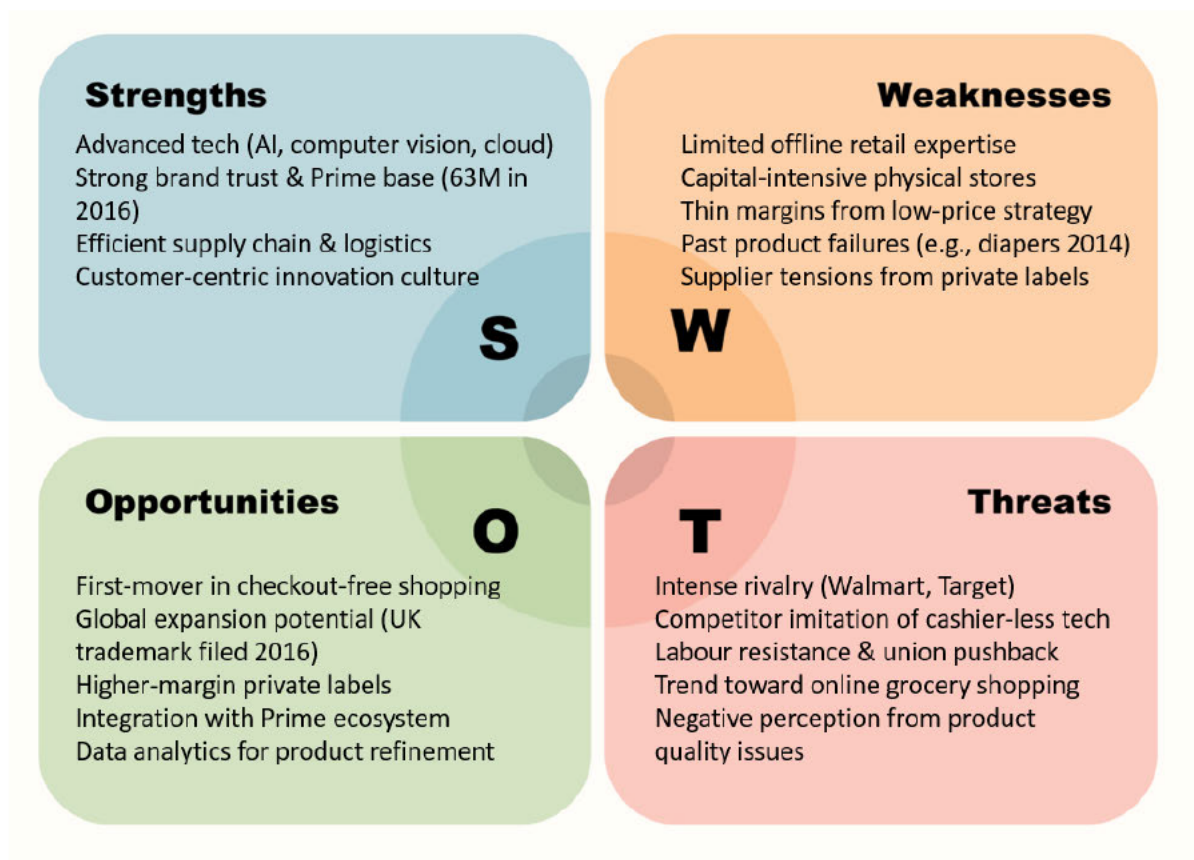 Strengths
Advanced tech (AI, computer vision, cloud)
Strong brand trust & Prime base (63M in
2016)
Efficient supply chain & logistics
Customer-centric innovation culture
S
Weaknesses
Limited offline retail expertise
Capital-intensive physical stores
Thin margins from low-price strategy
Past product failures (e.g., diapers 2014)
Supplier tensions from private labels
W
Opportunities
O
First-mover in checkout-free shopping
Global expansion potential (UK
trademark filed 2016)
Higher-margin private labels
Integration with Prime ecosystem
Data analytics for product refinement
Threats
T
Intense rivalry (Walmart, Target)
Competitor imitation of cashier-less tech
Labour resistance & union pushback
Trend toward online grocery shopping
Negative perception from product
quality issues